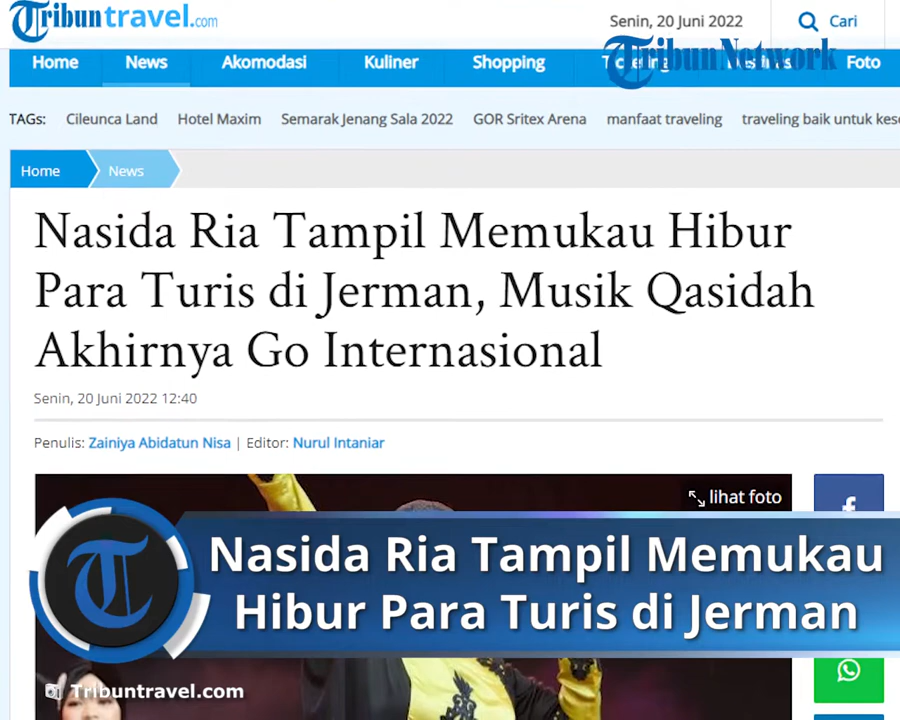 Tribuntravel.com
Senin, 20 Juni 2022
Cari
TribunNetwork
Home News Akomodasi Kuliner Shopping Foto
TAGs: Cileunca Land Hotel Maxim Semarak Jenang Sala 2022 GOR Sritex Arena manfaat traveling traveling baik untuk kese
Home News
Nasida Ria Tampil Memukau Hibur
Para Turis di Jerman, Musik Qasidah
Akhirnya Go Internasional
Senin, 20 Juni 2022 12:40
Penulis: Zainiya Abidatun Nisa | Editor: Nurul Intaniar
lihat foto
f
T
Nasida Ria Tampil Memukau
Hibur Para Turis di Jerman
Tribuntravel.com